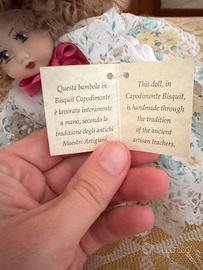 Questa bambola in
Bisquit Capodimonte
è lavorata interamente
a mano, secondo la
tradizione degli antichi
Maestri Artigiani.
This doll, in
Capodimonte Bisquit,
is handmade through
the tradition
of the ancient
artisan teachers.